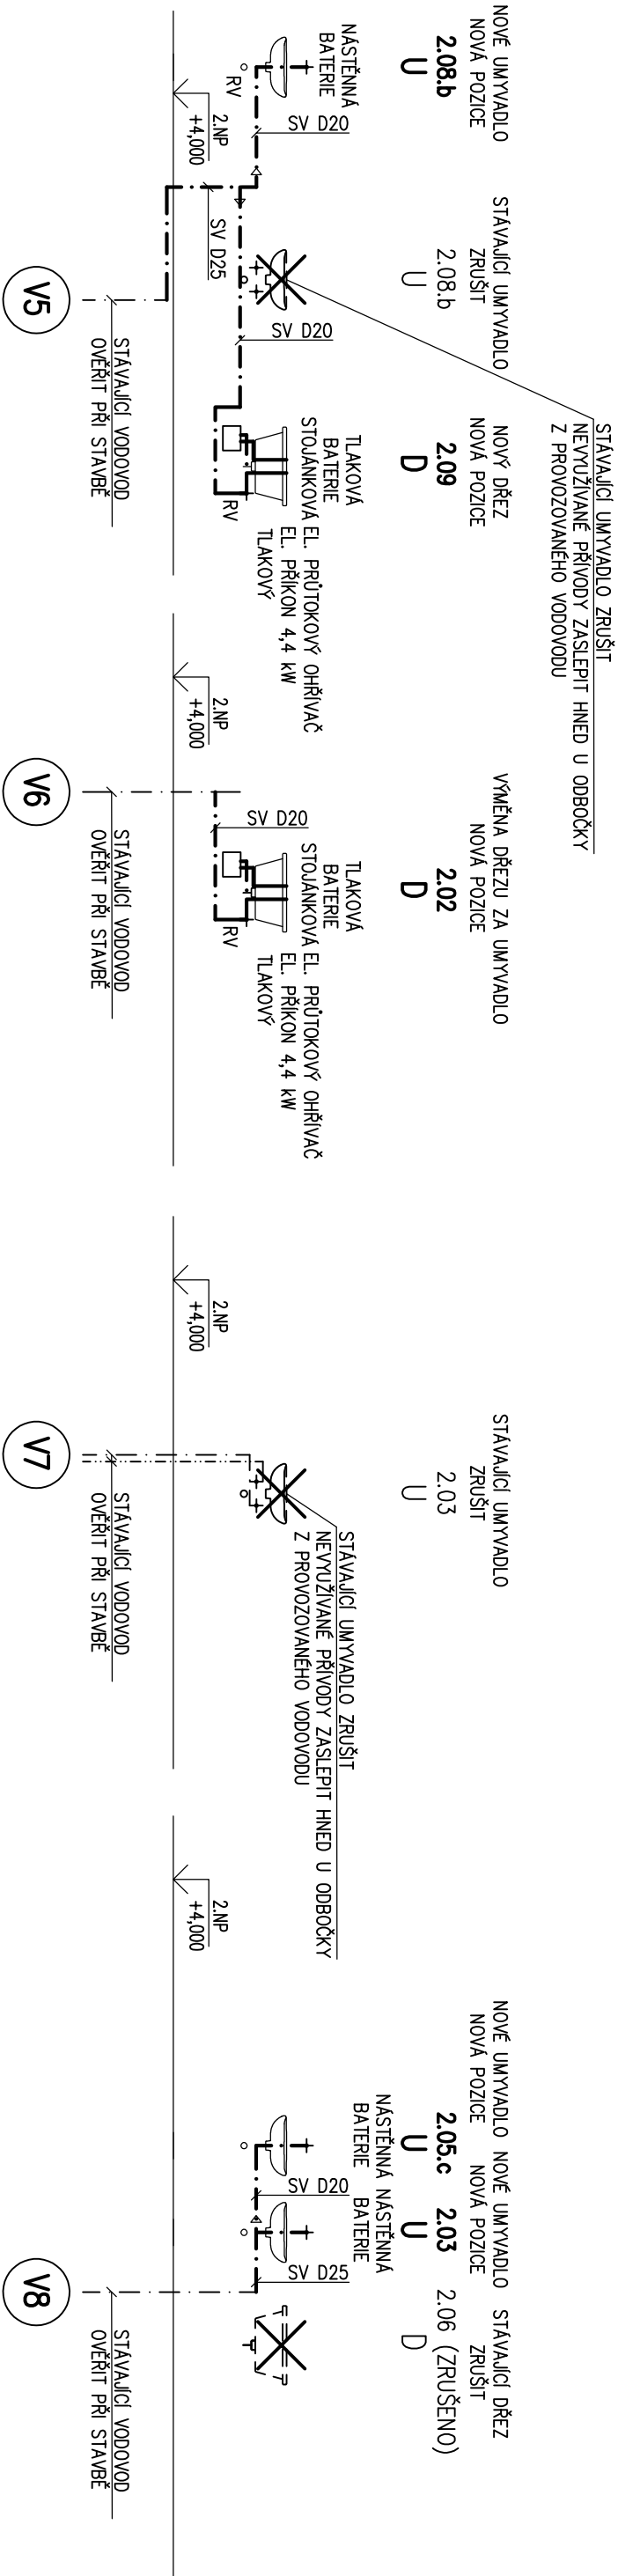 STÁVAJÍCÍ UMYVADLO ZRUŠIT
NEVYUŽÍVANÉ PŘÍVODY ZASLEPIT HNED U ODBOČKY
Z PROVOZOVANÉHO VODOVODU
NOVÉ UMYVADLO
NOVÁ POZICE
2.08.b
U
NÁSTĚNNÁ
BATERIE
RV
SV D20
2.NP
+4,000
SV D25
STÁVAJÍCÍ UMYVADLO
ZRUŠIT
2.08.b
U
SV D20
V5
STÁVAJÍCÍ VODOVOD
OVĚŘIT PŘI STAVBĚ
NOVÝ DŘEZ
NOVÁ POZICE
2.09
D
TLAKOVÁ
BATERIE
STOJÁNKOVÁ
RV
EL. PRŮTOKOVÝ OHŘÍVAČ
EL. PŘÍKON 4,4 kW
TLAKOVÝ
2.NP
+4,000
VÝMĚNA DŘEZU ZA UMYVADLO
NOVÁ POZICE
2.02
D
SV D20
TLAKOVÁ
BATERIE
STOJÁNKOVÁ
RV
EL. PRŮTOKOVÝ OHŘÍVAČ
EL. PŘÍKON 4,4 kW
TLAKOVÝ
V6
STÁVAJÍCÍ VODOVOD
OVĚŘIT PŘI STAVBĚ
2.NP
+4,000
STÁVAJÍCÍ UMYVADLO
ZRUŠIT
2.03
U
STÁVAJÍCÍ UMYVADLO ZRUŠIT
NEVYUŽÍVANÉ PŘÍVODY ZASLEPIT HNED U ODBOČKY
Z PROVOZOVANÉHO VODOVODU
V7
STÁVAJÍCÍ VODOVOD
OVĚŘIT PŘI STAVBĚ
2.NP
+4,000
NOVÉ UMYVADLO
NOVÁ POZICE
2.05.c
U
NÁSTĚNNÁ
BATERIE
SV D20
NOVÉ UMYVADLO
NOVÁ POZICE
2.03
U
NÁSTĚNNÁ
BATERIE
SV D25
STÁVAJÍCÍ DŘEZ
ZRUŠIT
2.06 (ZRUŠENO)
D
V8
STÁVAJÍCÍ VODOVOD
OVĚŘIT PŘI STAVBĚ